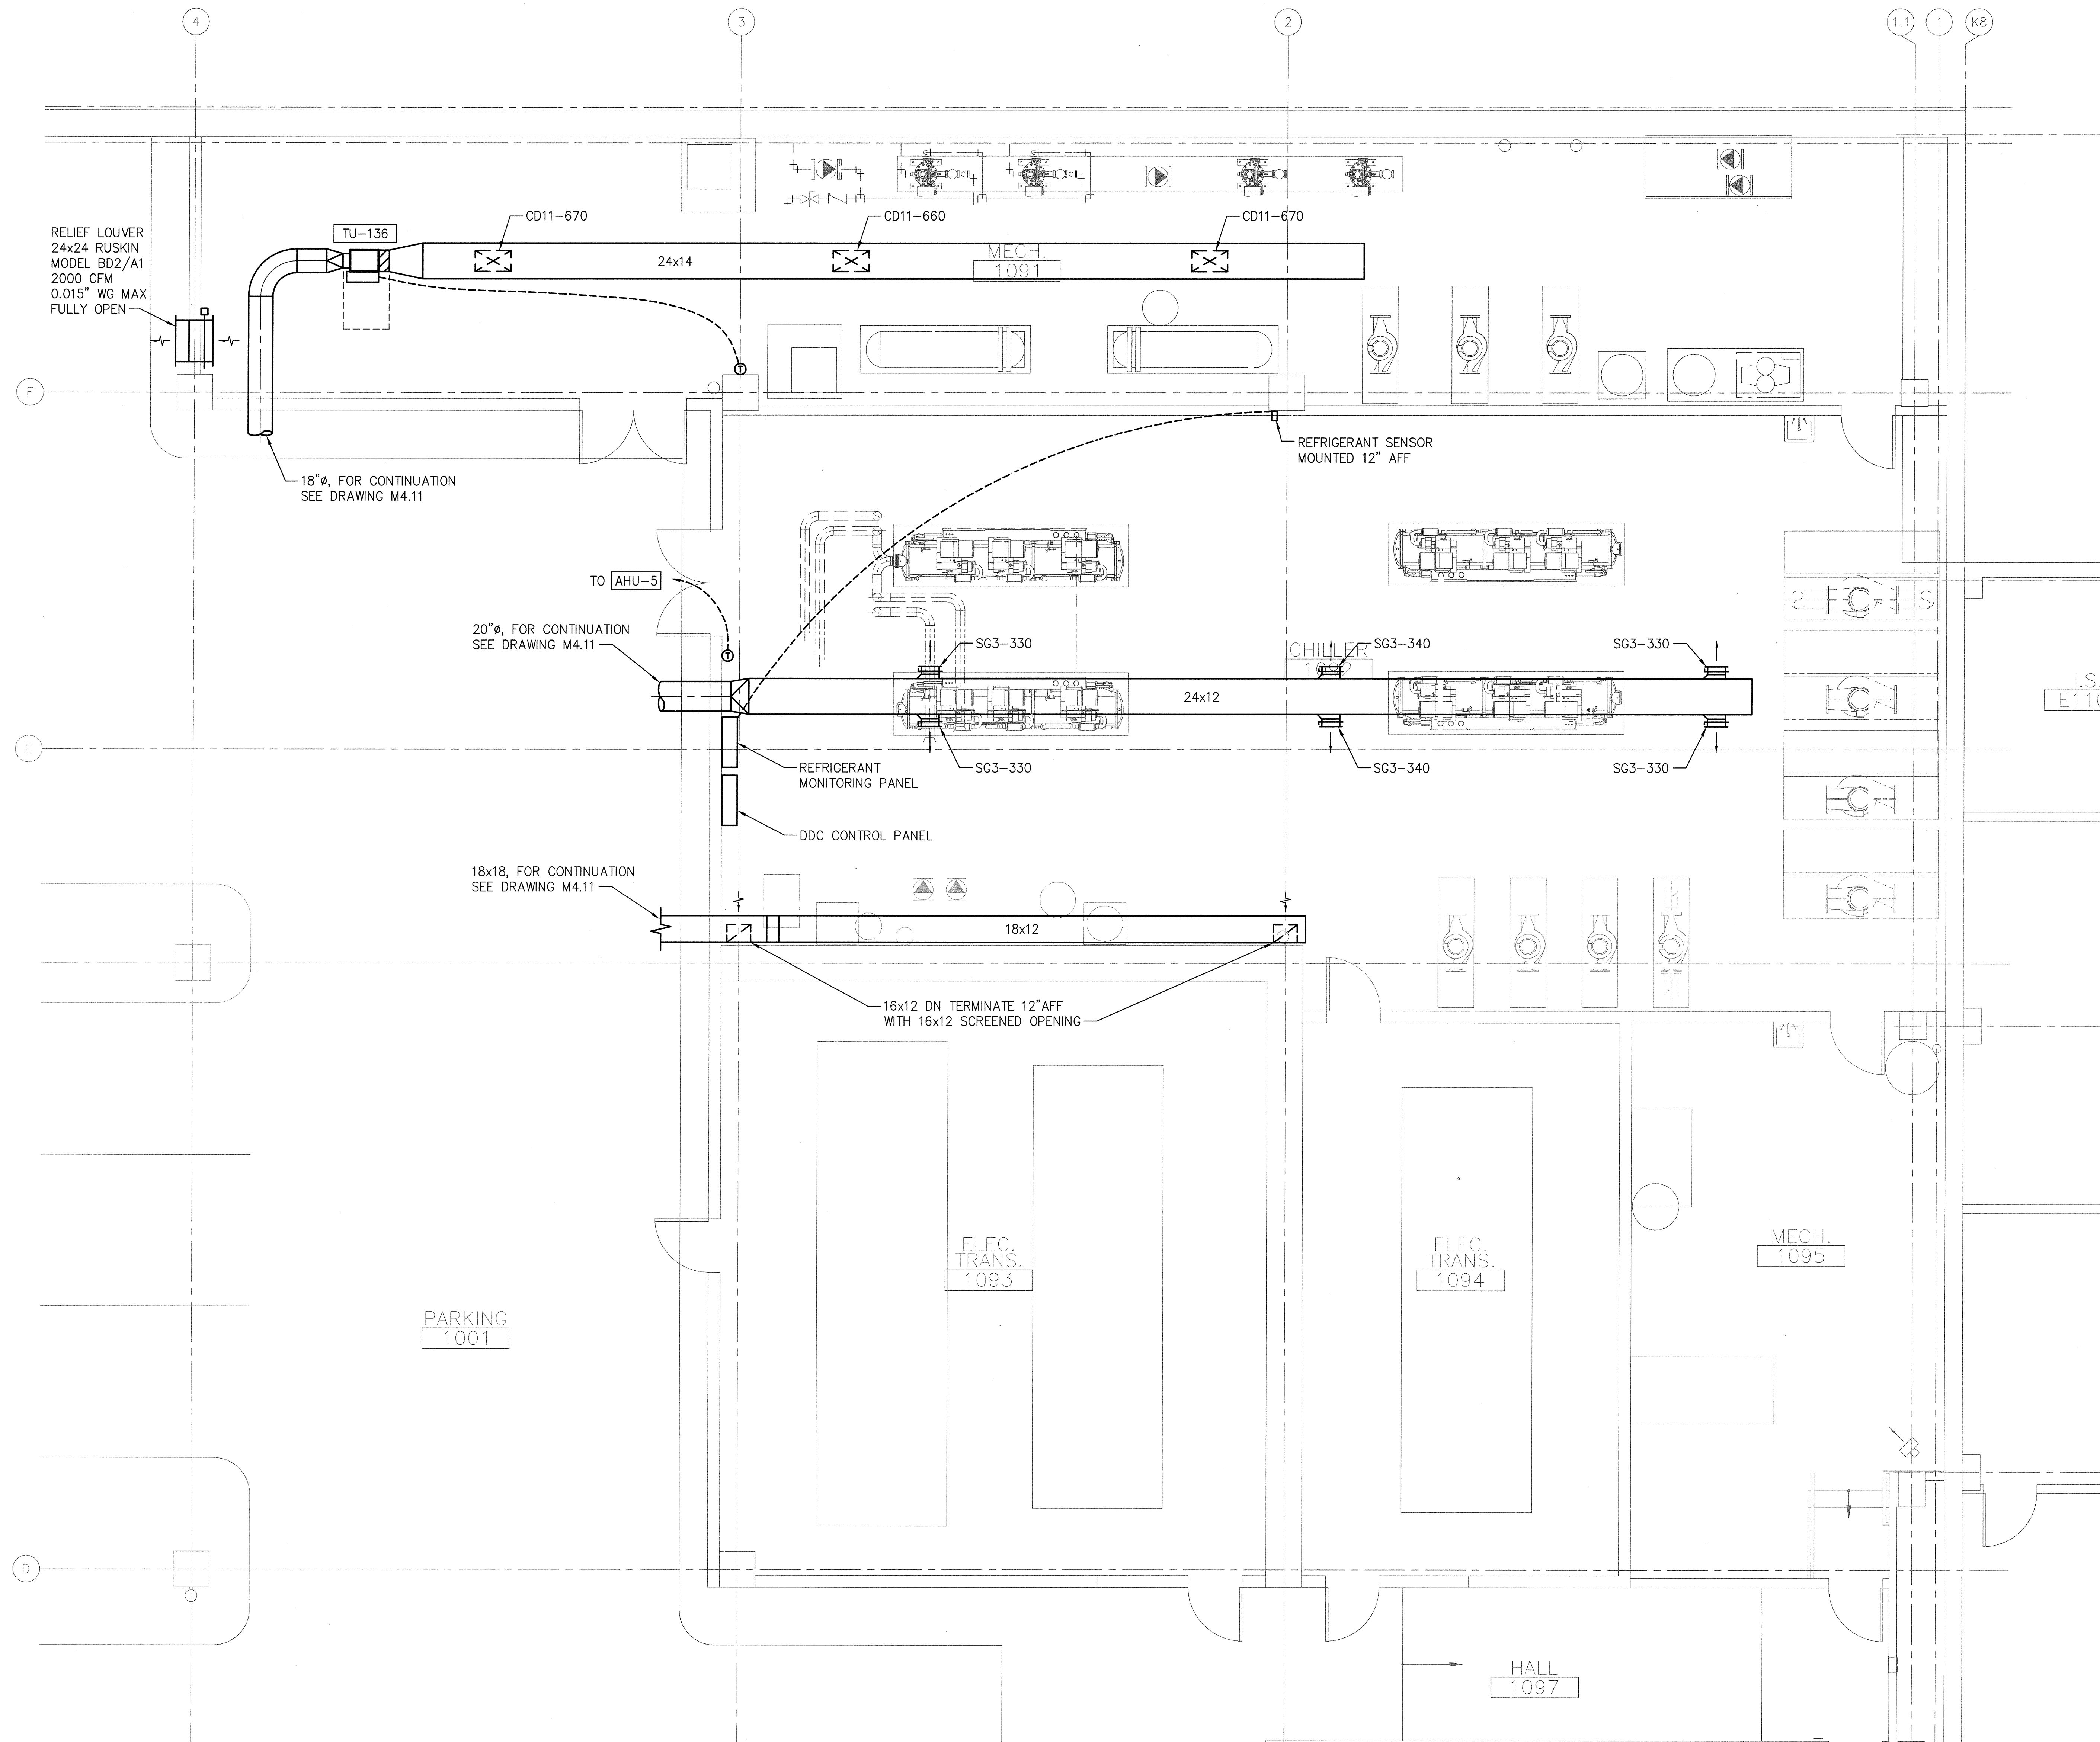 4
3
2
1.1
1
K8
RELIEF LOUVER
24x24 RUSKIN
MODEL BD2/A1
2000 CFM
0.015" WG MAX
FULLY OPEN
TU-136
CD11-670
CD11-660
CD11-670
24x14
MECH.
1091
T
F
REFRIGERANT SENSOR
MOUNTED 12" AFF
18"ø, FOR CONTINUATION
SEE DRAWING M4.11
TO AHU-5
20"ø, FOR CONTINUATION
SEE DRAWING M4.11
T
SG3-330
SG3-340
SG3-330
CHILLER
24x12
I.S.
E
SG3-330
SG3-340
SG3-330
REFRIGERANT
MONITORING PANEL
DDC CONTROL PANEL
18x18, FOR CONTINUATION
SEE DRAWING M4.11
18x12
16x12 DN TERMINATE 12"AFF
WITH 16x12 SCREENED OPENING
ELEC.
TRANS.
1093
ELEC.
TRANS.
1094
MECH.
1095
PARKING
1001
D
HALL
1097